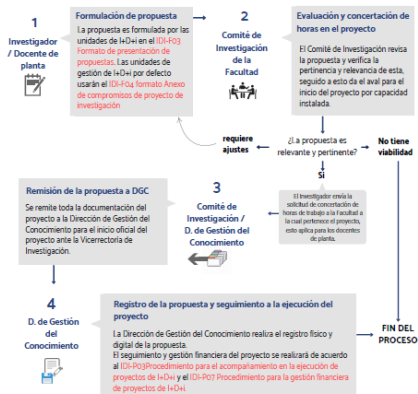 1
Investigador
/ Docente de
planta
Formulación de propuesta
La propuesta es formulada por las
unidades de I+D+i en el IDI-F03
Formato de presentación de
propuestas. Las unidades de
gestión de I+D+i por defecto
usarán el IDI-F04 formato Anexo
de compromisos de proyecto de
investigación
2
Comité de
Investigación
de la
Facultad
Evaluación y concertación de
horas en el proyecto
El Comité de Investigación revisa
la propuesta y verifica la
pertinencia y relevancia de esta,
seguido a esto da el aval para el
inicio del proyecto por capacidad
instalada.
requiere
ajustes
¿La propuesta es
relevante y pertinente?
No tiene
viabilidad
Sí
El Investigador envía la
solicitud de concertación de
horas de trabajo a la Facultad a
la cual pertenece el proyecto,
esto aplica para los docentes
de planta.
3
Comité de
Investigación /
D. de Gestión del
Conocimiento
Remisión de la propuesta a DGC
Se remite toda la documentación del
proyecto a la Dirección de Gestión del
Conocimiento para el inicio oficial del
proyecto ante la Vicerrectoría de
Investigación.
4
D. de Gestión
del
Conocimiento
Registro de la propuesta y seguimiento a la ejecución del
proyecto
La Dirección de Gestión del Conocimiento realiza el registro físico y
digital de la propuesta.
El seguimiento y gestión financiera del proyecto se realizará de acuerdo
al IDI-P03Procedimiento para el acompañamiento en la ejecución de
proyectos de I+D+i y el IDI-P07 Procedimiento para la gestión financiera
de proyectos de I+D+i.
FIN DEL
PROCESO